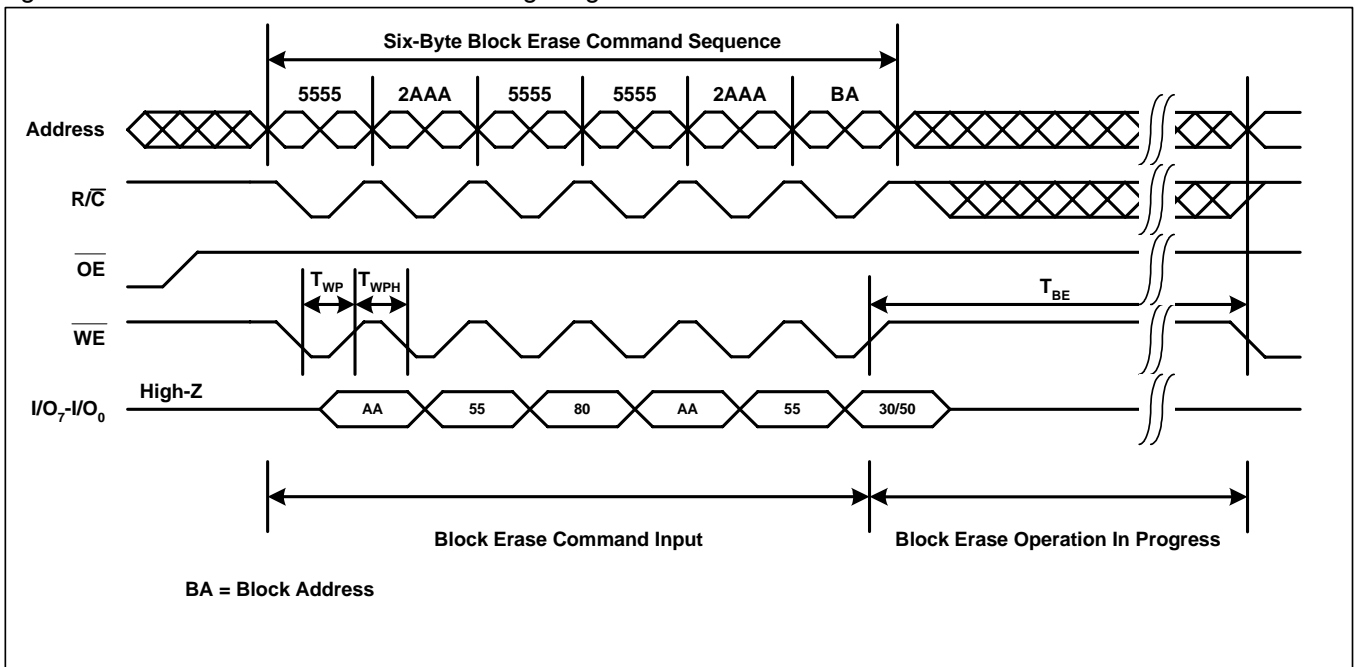 Six-Byte Block Erase Command Sequence
5555 2AAA 5555 5555 2AAA BA
Address
R/C̅
O̅E̅
TWP TWPH
TBE
W̅E̅
High-Z
I/O7-I/O0
AA 55 80 AA 55 30/50
Block Erase Command Input
Block Erase Operation In Progress
BA = Block Address